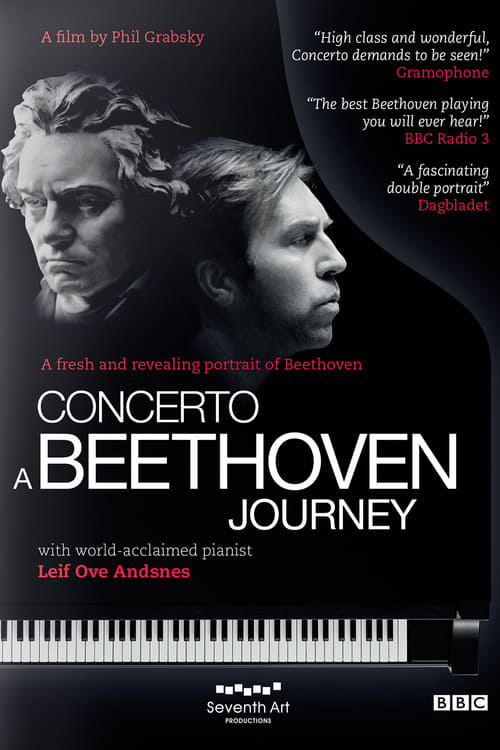 A film by Phil Grabsky
“High class and wonderful,
Concerto demands to be seen!”
Gramophone
“The best Beethoven playing
you will ever hear!”
BBC Radio 3
“A fascinating
double portrait”
Dagbladet
A fresh and revealing portrait of Beethoven
CONCERTO
A BEETHOVEN
JOURNEY
with world-acclaimed pianist
Leif Ove Andsnes
Seventh Art
PRODUCTIONS
BBC